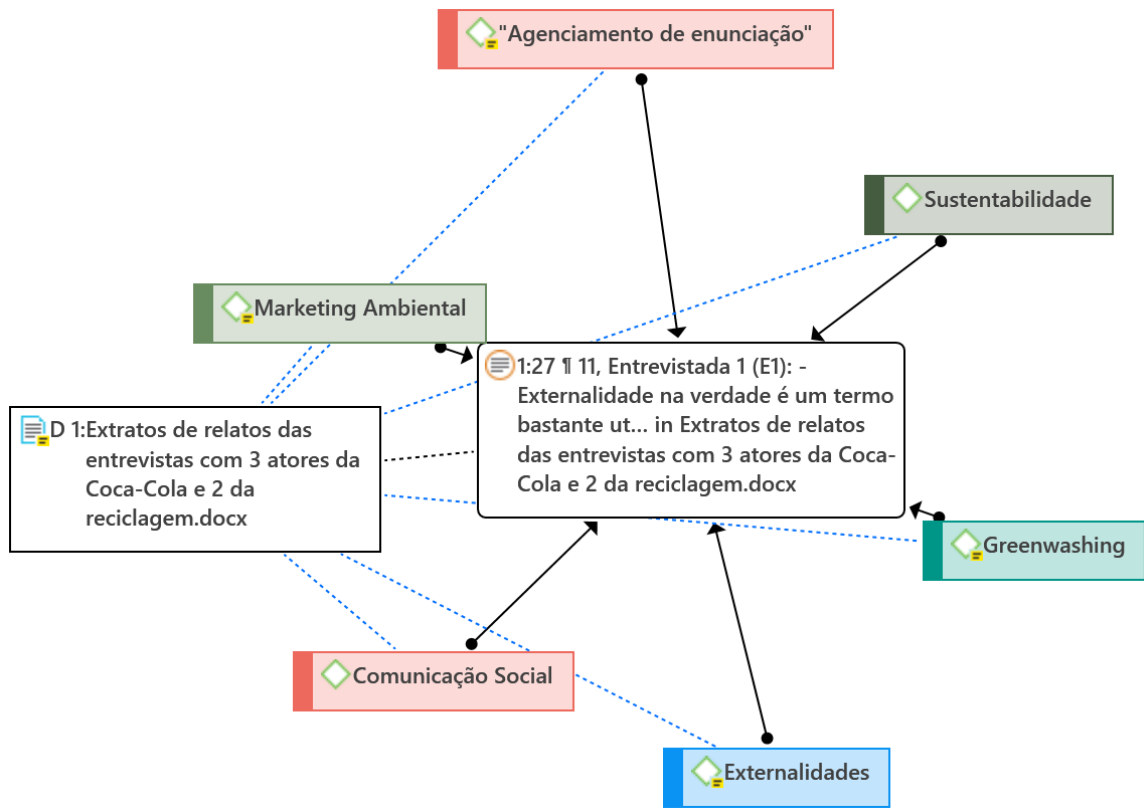 "Agenciamento de enunciação"
Sustentabilidade
Marketing Ambiental
1:27 ¶ 11, Entrevistada 1 (E1): -
Externalidade na verdade é um termo
bastante ut... in Extratos de relatos
das entrevistas com 3 atores da Coca-
Cola e 2 da reciclagem.docx
D 1:Extratos de relatos das
entrevistas com 3 atores da
Coca-Cola e 2 da
reciclagem.docx
Greenwashing
Comunicação Social
Externalidades